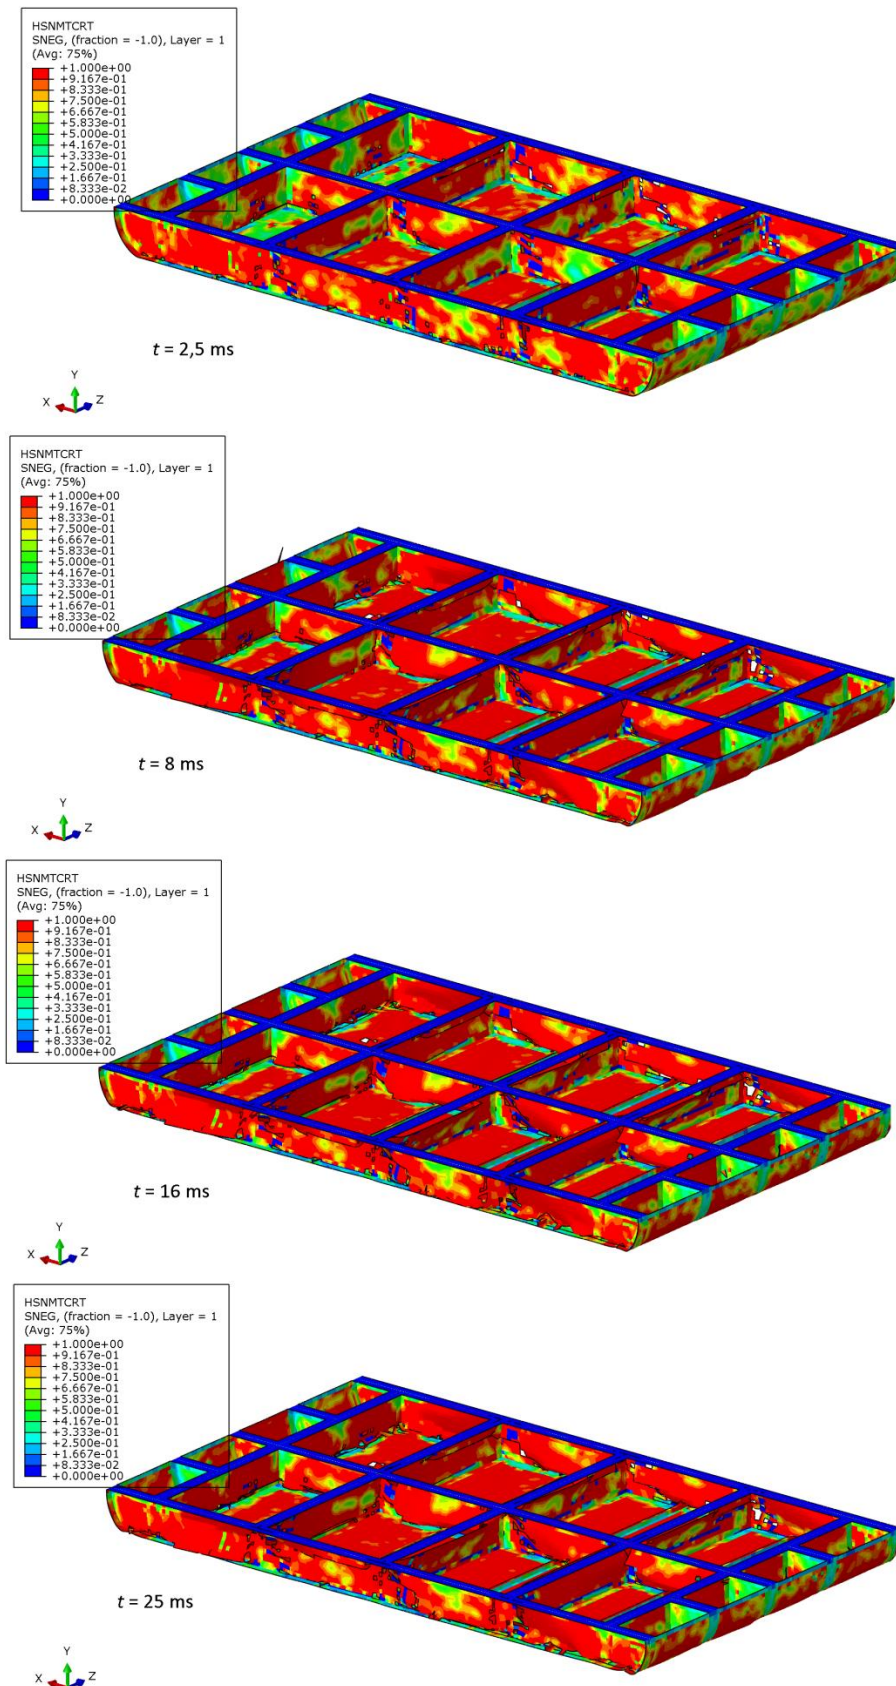 HSNMTCRT
SNEG, (fraction = -1.0), Layer = 1
(Avg: 75%)
+1.000e+00
+9.167e-01
+8.333e-01
+7.500e-01
+6.667e-01
+5.833e-01
+5.000e-01
+4.167e-01
+3.333e-01
+2.500e-01
+1.667e-01
+8.333e-02
+0.000e+00
t = 2,5 ms
Y
X Z
HSNMTCRT
SNEG, (fraction = -1.0), Layer = 1
(Avg: 75%)
+1.000e+00
+9.167e-01
+8.333e-01
+7.500e-01
+6.667e-01
+5.833e-01
+5.000e-01
+4.167e-01
+3.333e-01
+2.500e-01
+1.667e-01
+8.333e-02
+0.000e+00
t = 8 ms
Y
X Z
HSNMTCRT
SNEG, (fraction = -1.0), Layer = 1
(Avg: 75%)
+1.000e+00
+9.167e-01
+8.333e-01
+7.500e-01
+6.667e-01
+5.833e-01
+5.000e-01
+4.167e-01
+3.333e-01
+2.500e-01
+1.667e-01
+8.333e-02
+0.000e+00
t = 16 ms
Y
X Z
HSNMTCRT
SNEG, (fraction = -1.0), Layer = 1
(Avg: 75%)
+1.000e+00
+9.167e-01
+8.333e-01
+7.500e-01
+6.667e-01
+5.833e-01
+5.000e-01
+4.167e-01
+3.333e-01
+2.500e-01
+1.667e-01
+8.333e-02
+0.000e+00
t = 25 ms
Y
X Z